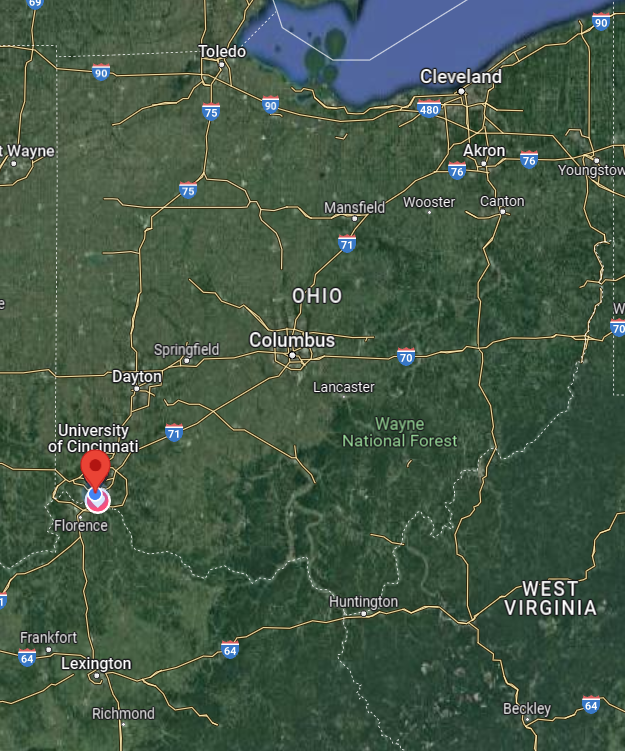 69
90
Toledo
Cleveland
90
90
480
75
t Wayne
Akron
76
76
Youngstow
75
Mansfield
Wooster
Canton
71
e
OHIO
W
70
Columbus
Springfield
70
Dayton
Lancaster
Wayne
National Forest
University
of Cincinnati
71
Florence
WEST
VIRGINIA
1
Huntington
Frankfort
64
64
Lexington
Richmond
Beckley
64